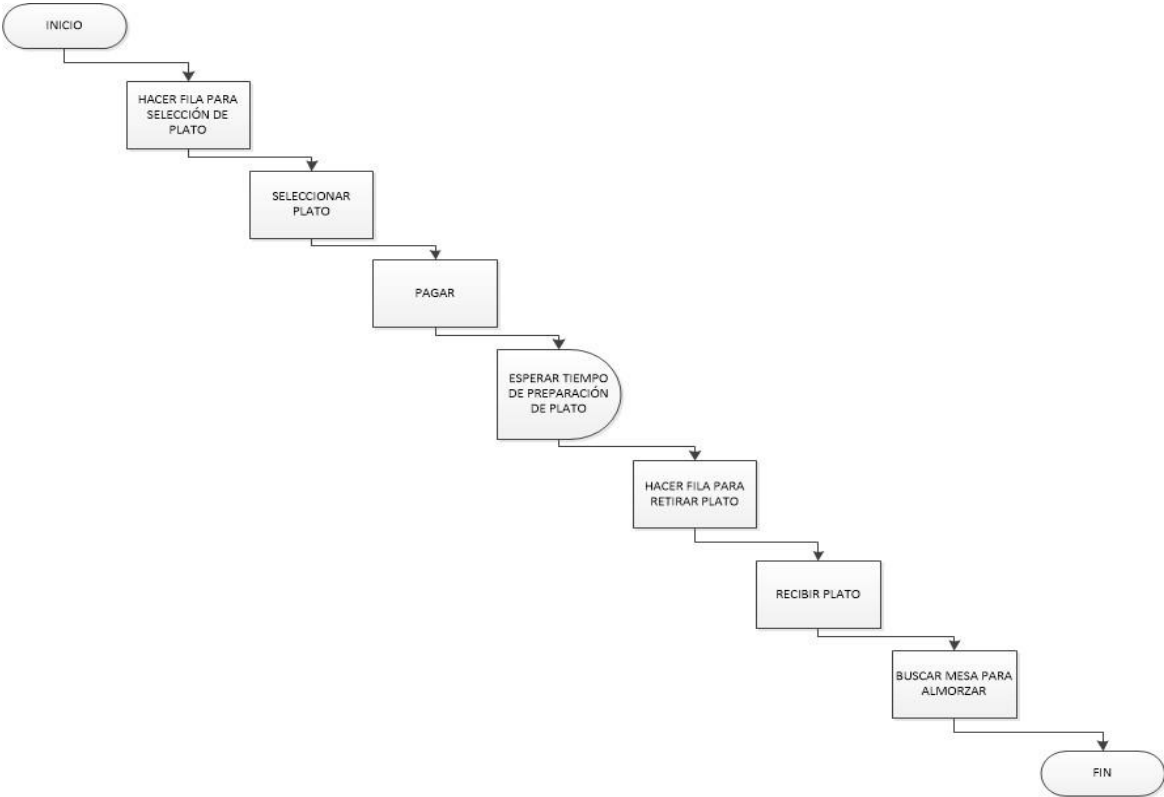 INICIO
HACER FILA PARA
SELECCIÓN DE
PLATO
SELECCIONAR
PLATO
PAGAR
ESPERAR TIEMPO
DE PREPARACIÓN
DE PLATO
HACER FILA PARA
RETIRAR PLATO
RECIBIR PLATO
BUSCAR MESA PARA
ALMORZAR
FIN